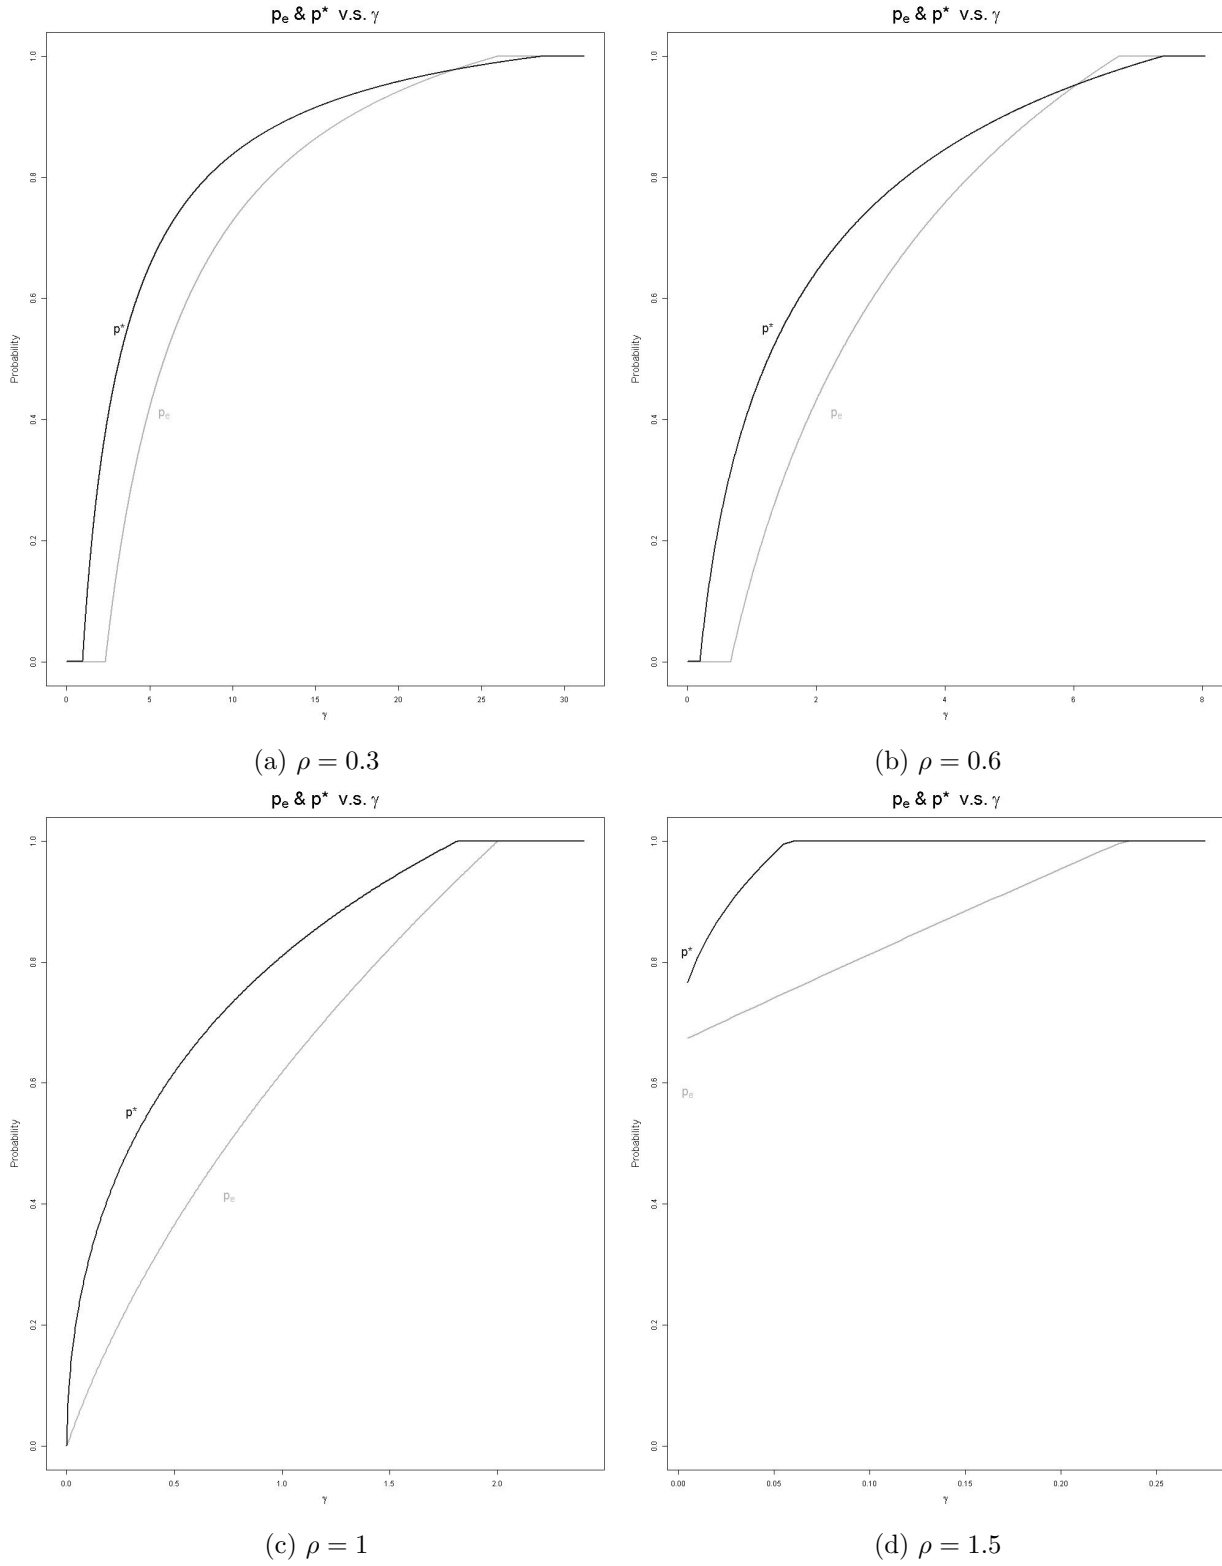 pₑ & p* v.s. γ
pₑ & p* v.s. γ
Probability
1.0
0.8
0.6
0.4
0.2
0.0
p*
pₑ
0 5 10 15 20 25 30
γ
Probability
1.0
0.8
0.6
0.4
0.2
0.0
p*
pₑ
0 2 4 6 8
γ
(a) ρ = 0.3
(b) ρ = 0.6
pₑ & p* v.s. γ
pₑ & p* v.s. γ
Probability
1.0
0.8
0.6
0.4
0.2
0.0
p*
pₑ
0.0 0.5 1.0 1.5 2.0
γ
Probability
1.0
0.8
0.6
0.4
0.2
0.0
p*
pₑ
0.00 0.05 0.10 0.15 0.20 0.25
γ
(c) ρ = 1
(d) ρ = 1.5